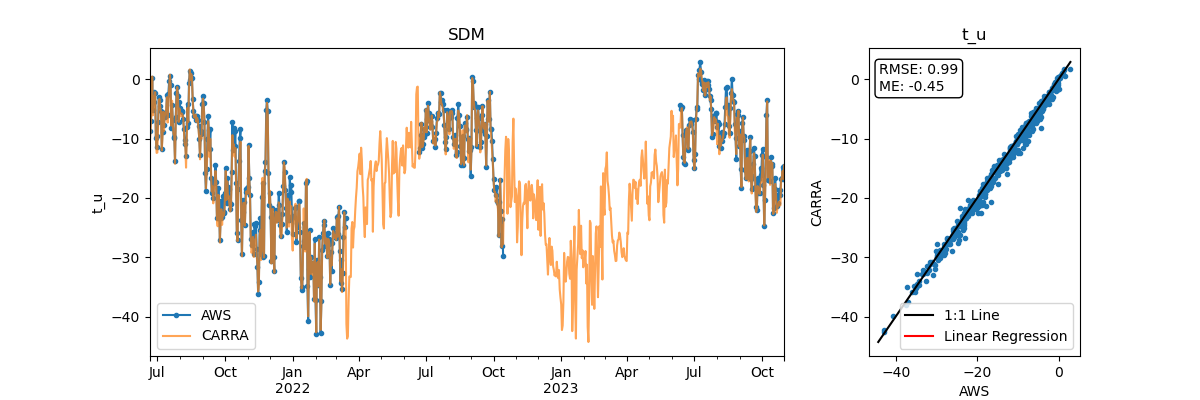 SDM
t_u
0
−10
−20
−30
−40
AWS
CARRA
Jul
Oct
Jan
2022
Apr
Jul
Oct
Jan
2023
Apr
Jul
Oct
t_u
CARRA
0
−10
−20
−30
−40
RMSE: 0.99
ME: -0.45
1:1 Line
Linear Regression
−40
−20
0
AWS